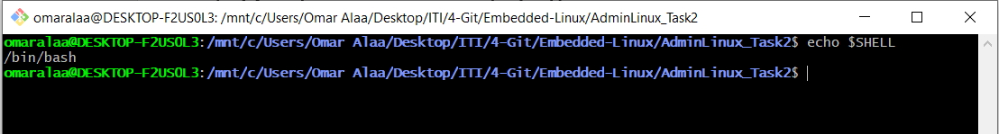 omaralaa@DESKTOP-F2US0L3: /mnt/c/Users/Omar Alaa/Desktop/ITI/4-Git/Embedded-Linux/AdminLinux_Task2
omaralaa@DESKTOP-F2US0L3:/mnt/c/Users/Omar Alaa/Desktop/ITI/4-Git/Embedded-Linux/AdminLinux_Task2$ echo $SHELL
/bin/bash
omaralaa@DESKTOP-F2US0L3:/mnt/c/Users/Omar Alaa/Desktop/ITI/4-Git/Embedded-Linux/AdminLinux_Task2$